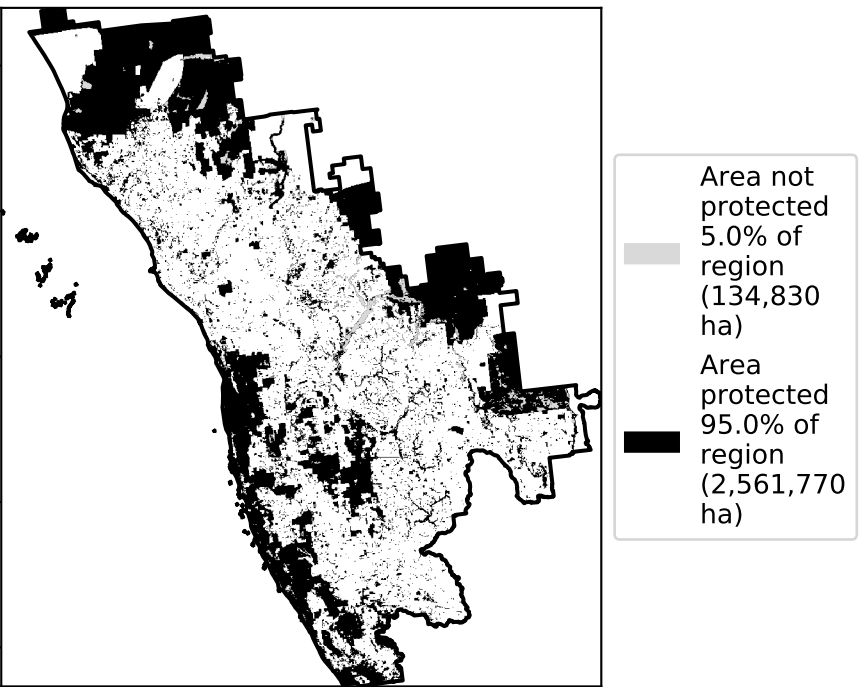 Area not
protected
5.0% of
region
(134,830
ha)
Area
protected
95.0% of
region
(2,561,770
ha)